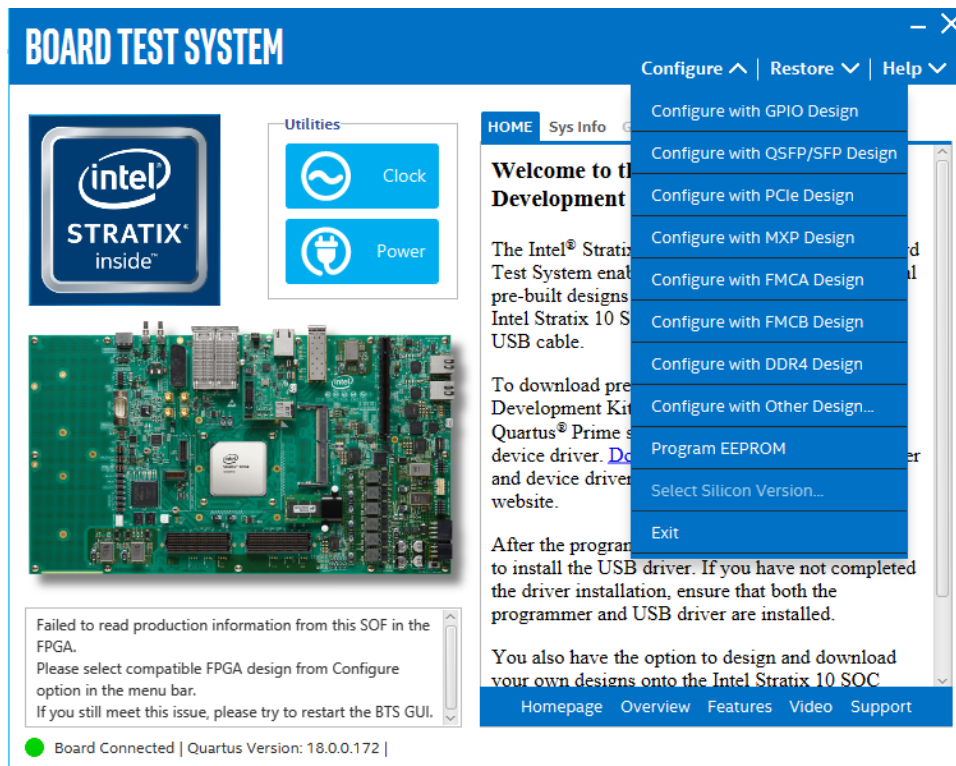 BOARD TEST SYSTEM
Configure | Restore | Help
Configure with GPIO Design
Configure with QSFP/SFP Design
Configure with PCIe Design
Configure with MXP Design
Configure with FMCA Design
Configure with FMCB Design
Configure with DDR4 Design
Configure with Other Design...
Program EEPROM
Select Silicon Version...
Exit
intel
STRATIX
inside™
Utilities
Clock
Power
HOME Sys Info
Welcome to
Development
The Intel®
Test System
pre-built designs
Intel Stratix 10
USB cable.
To download
Development
Quartus® Prime
device driver.
and device
website.
After the
to install the USB driver. If you have not completed
the driver installation, ensure that both the
programmer and USB driver are installed.
You also have the option to design and download
your own designs onto the Intel Stratix 10 SOC
Homepage Overview Features Video Support
Failed to read production information from this SOF in the
FPGA.
Please select compatible FPGA design from Configure
option in the menu bar.
If you still meet this issue, please try to restart the BTS GUI.
Board Connected | Quartus Version: 18.0.0.172 |